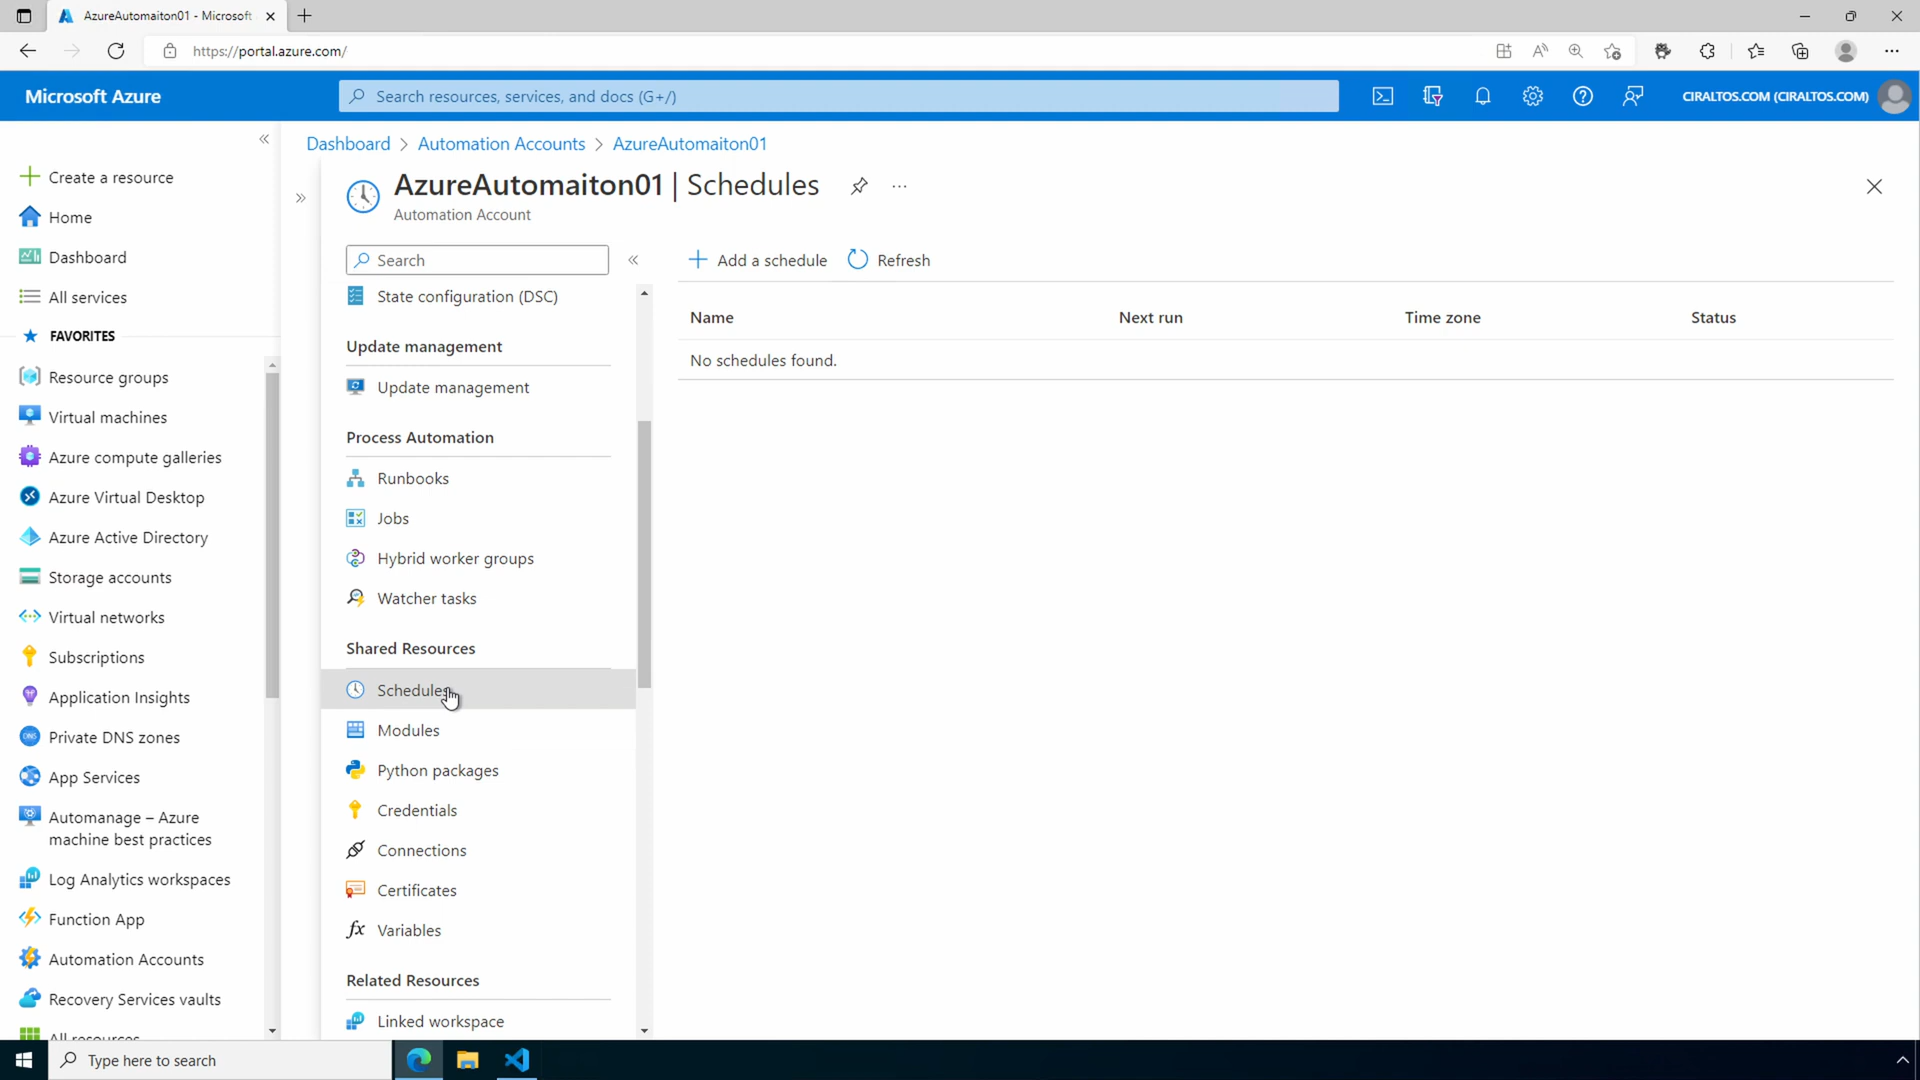 AzureAutomaiton01 - Microsoft
https://portal.azure.com/
Microsoft Azure
Search resources, services, and docs (G+/)
CIRALTOS.COM (CIRALTOS.COM)
Create a resource
Home
Dashboard
All services
FAVORITES
Resource groups
Virtual machines
Azure compute galleries
Azure Virtual Desktop
Azure Active Directory
Storage accounts
Virtual networks
Subscriptions
Application Insights
Private DNS zones
App Services
Automanage – Azure
machine best practices
Log Analytics workspaces
Function App
Automation Accounts
Recovery Services vaults
All resources
Dashboard > Automation Accounts > AzureAutomaiton01
AzureAutomaiton01 | Schedules
Automation Account
Search
State configuration (DSC)
Update management
Update management
Process Automation
Runbooks
Jobs
Hybrid worker groups
Watcher tasks
Shared Resources
Schedules
Modules
Python packages
Credentials
Connections
Certificates
Variables
Related Resources
Linked workspace
Add a schedule
Refresh
Name Next run Time zone Status
No schedules found.
Type here to search